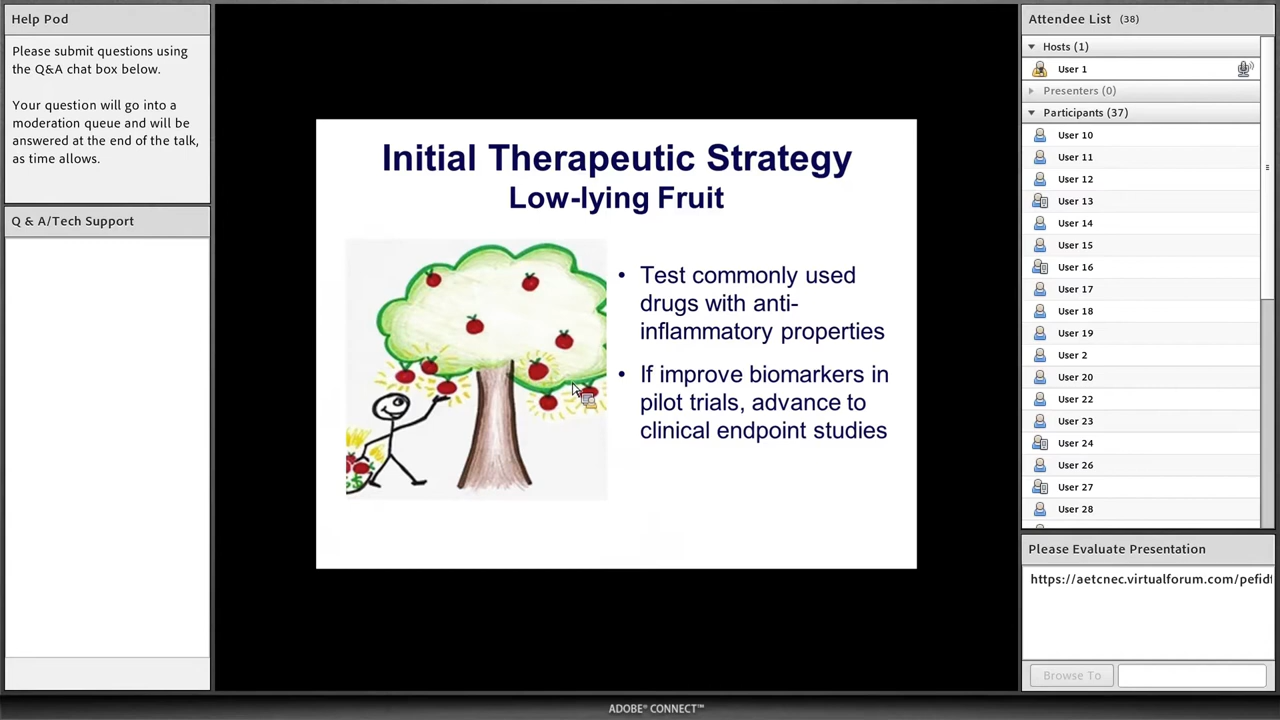 Help Pod
Please submit questions using
the Q&A chat box below.
Your question will go into a
moderation queue and will be
answered at the end of the talk,
as time allows.
Q & A/Tech Support
Initial Therapeutic Strategy
Low-lying Fruit
• Test commonly used
drugs with anti-
inflammatory properties
• If improve biomarkers in
pilot trials, advance to
clinical endpoint studies
Attendee List (38)
Hosts (1)
User 1
Presenters (0)
Participants (37)
User 10
User 11
User 12
User 13
User 14
User 15
User 16
User 17
User 18
User 19
User 2
User 20
User 22
User 23
User 24
User 26
User 27
User 28
Please Evaluate Presentation
https://aetcnec.virtualforum.com/pefidf
Browse To
ADOBE® CONNECT™